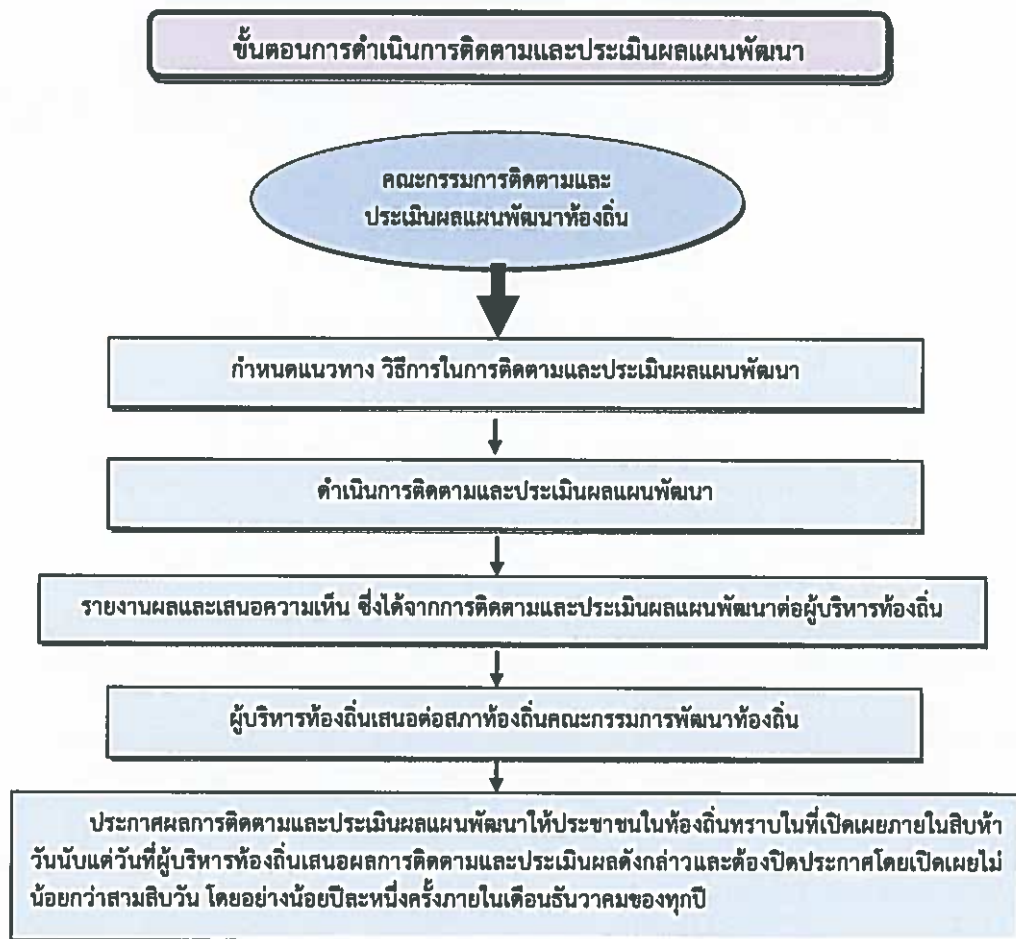 ขั้นตอนการดำเนินการติดตามและประเมินผลแผนพัฒนา
คณะกรรมการติดตามและ
ประเมินผลแผนพัฒนาท้องถิ่น
กำหนดแนวทาง วิธีการในการติดตามและประเมินผลแผนพัฒนา
ดำเนินการติดตามและประเมินผลแผนพัฒนา
รายงานผลและเสนอความเห็น ซึ่งได้จากการติดตามและประเมินผลแผนพัฒนาต่อผู้บริหารท้องถิ่น
ผู้บริหารท้องถิ่นเสนอต่อสภาท้องถิ่นคณะกรรมการพัฒนาท้องถิ่น
ประกาศผลการติดตามและประเมินผลแผนพัฒนาให้ประชาชนในท้องถิ่นทราบในที่เปิดเผยภายในสิบห้า
วันนับแต่วันที่ผู้บริหารท้องถิ่นเสนอผลการติดตามและประเมินผลดังกล่าวและต้องปิดประกาศโดยเปิดเผยไม่
น้อยกว่าสามสิบวัน โดยอย่างน้อยปีละหนึ่งครั้งภายในเดือนธันวาคมของทุกปี